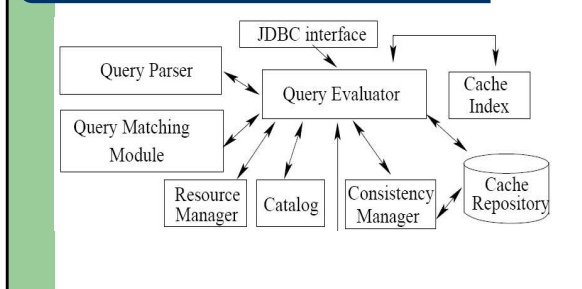 JDBC interface
Query Parser
Query Evaluator
Cache
Index
Query Matching
Module
Resource
Manager
Catalog
Consistency
Manager
Cache
Repository